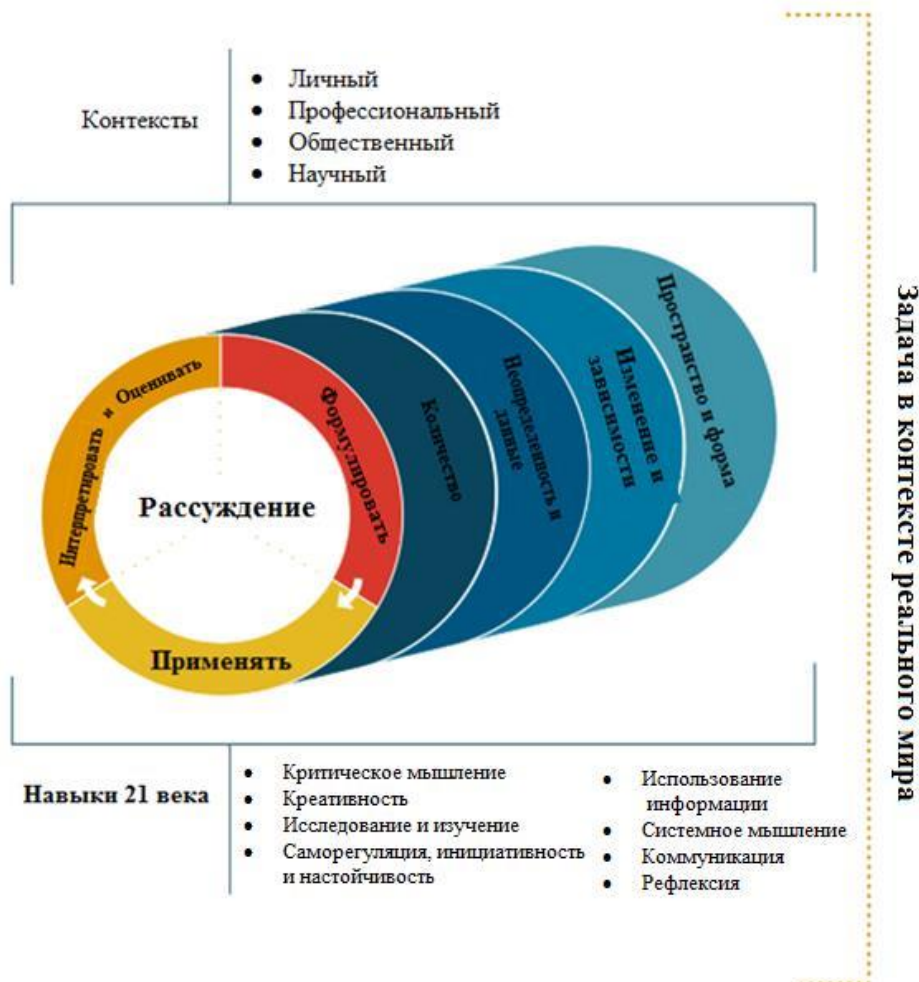 Контексты
• Личный
• Профессиональный
• Общественный
• Научный
Интерпретировать и Оценивать
Формулировать
Рассуждение
Применять
Количество
Неопределенность и
данные
Изменение и
зависимости
Пространство и форма
Навыки 21 века
• Критическое мышление
• Креативность
• Исследование и изучение
• Саморегуляция, инициативность
и настойчивость
• Использование
информации
• Системное мышление
• Коммуникация
• Рефлексия
Задача в контексте реального мира